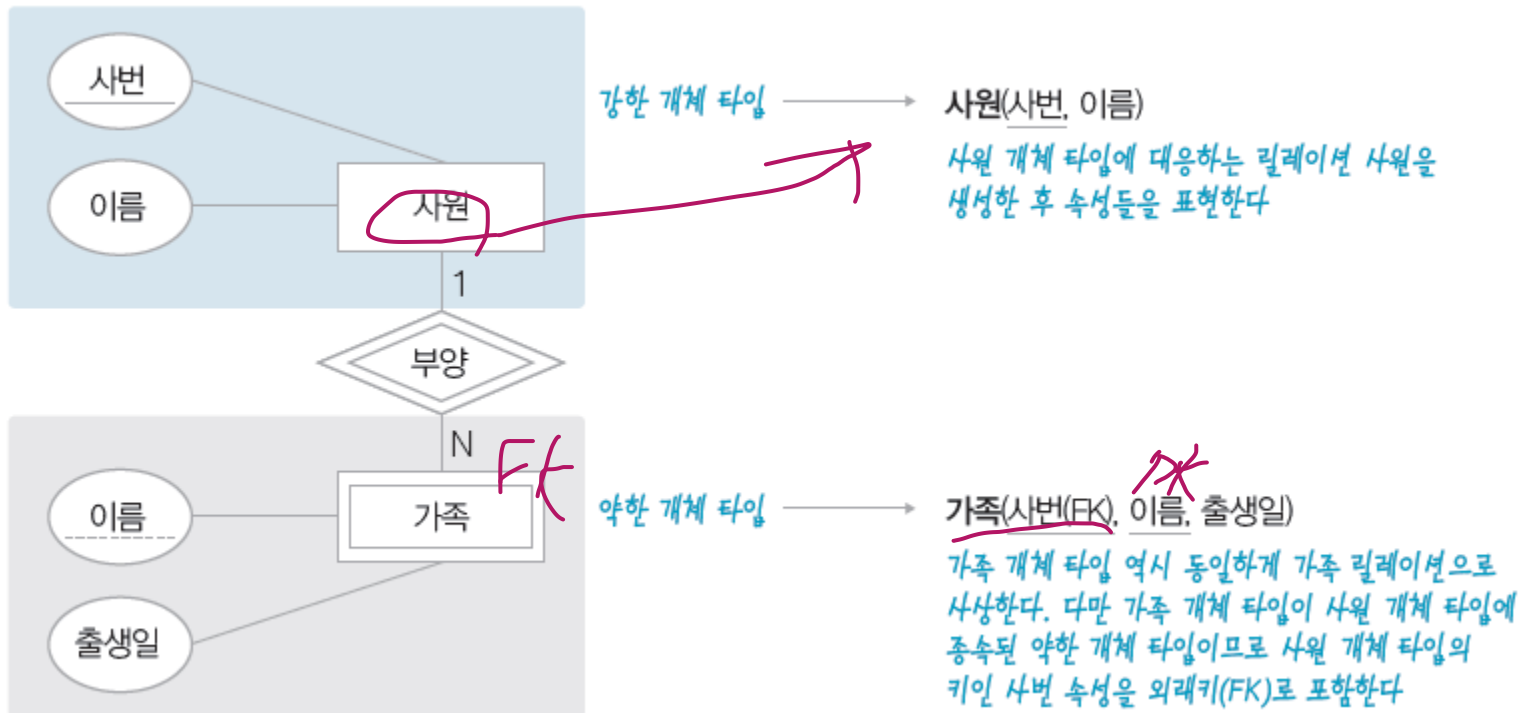 사번
강한 개체 타입
사원(사번, 이름)
이름
사원
사원 개체 타입에 대응하는 릴레이션 사원을
생성한 후 속성들을 표현한다
1
부양
N
FK
PK
이름
가족
약한 개체 타입
가족(사번(FK), 이름, 출생일)
출생일
가족 개체 타입 역시 동일하게 가족 릴레이션으로
사상한다. 다만 가족 개체 타입이 사원 개체 타입에
종속된 약한 개체 타입이므로 사원 개체 타입의
키인 사번 속성을 외래키(FK)로 포함한다